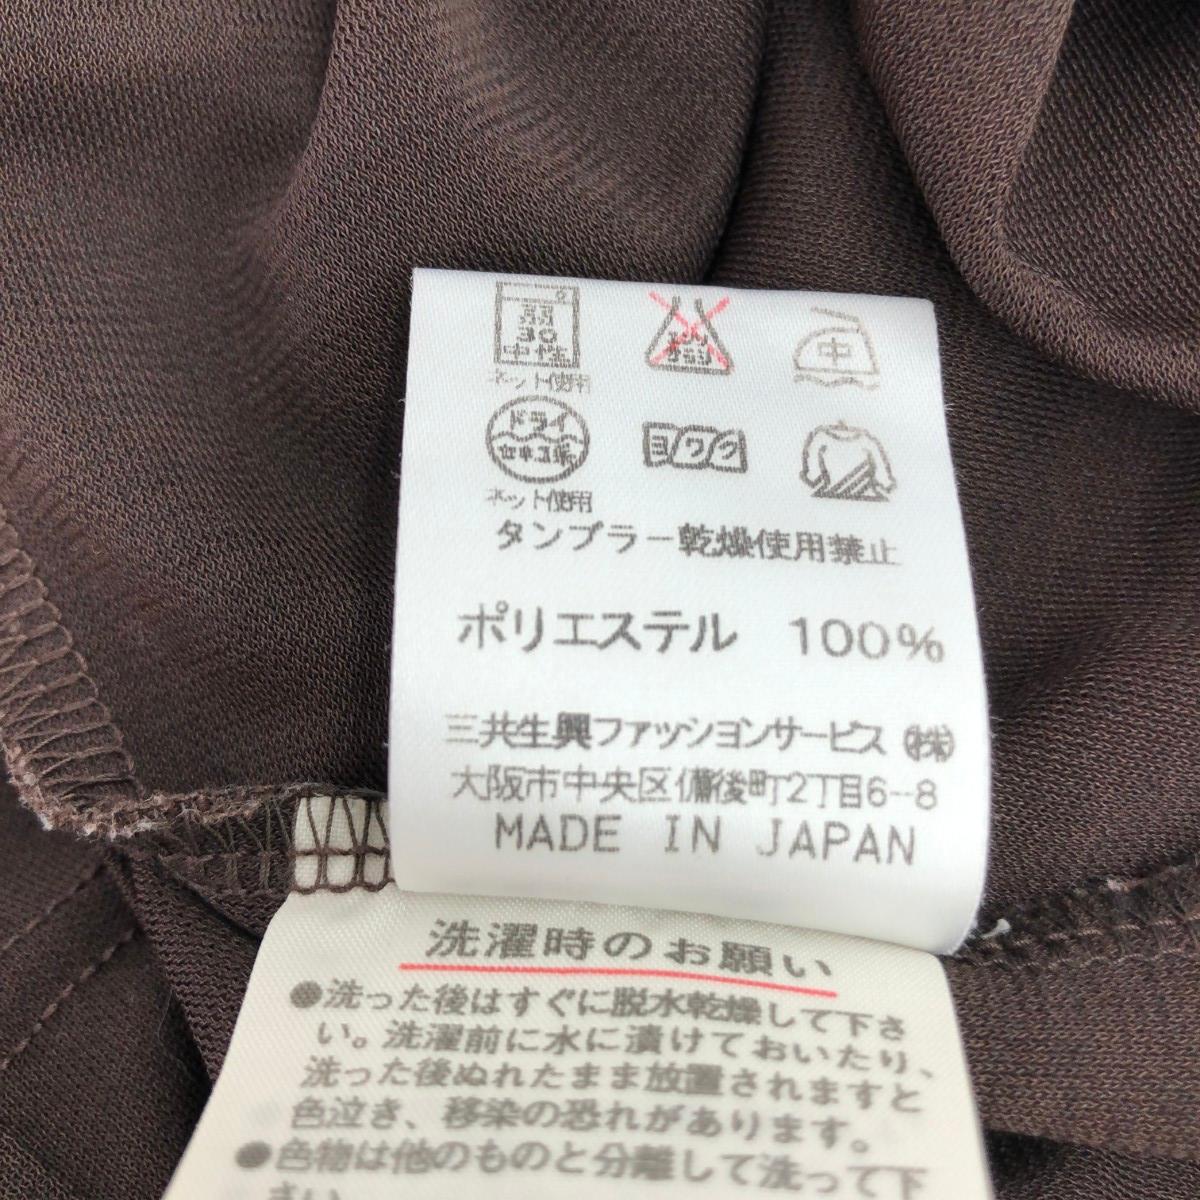 弱
30
中性
ネット使用
エンソ
サラシ
中
ドライ
セキユ系
ネット使用
ヨワク
タンブラー乾燥使用禁止
ポリエステル 100%
三共生興ファッションサービス(株)
大阪市中央区備後町2丁目6-8
MADE IN JAPAN
洗濯時のお願い
●洗った後はすぐに脱水乾燥して下さ
い。洗濯前に水に漬けておいたり、
洗った後ぬれたまま放置されますと
色泣き、移染の恐れがあります。
●色物は他のものと分離して洗って下
さい